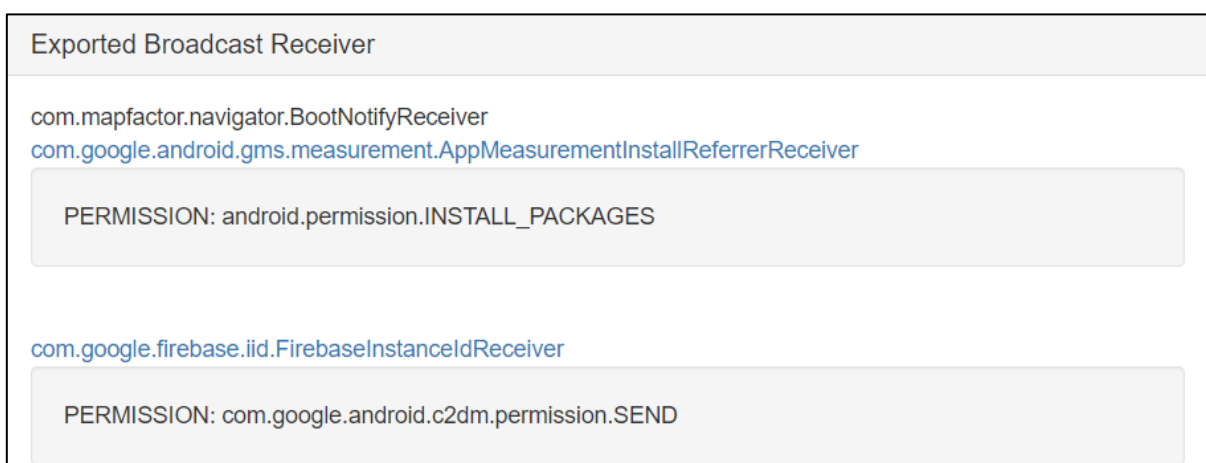 Exported Broadcast Receiver
com.mapfactor.navigator.BootNotifyReceiver
com.google.android.gms.measurement.AppMeasurementInstallReferrerReceiver
PERMISSION: android.permission.INSTALL_PACKAGES
com.google.firebase.iid.FirebaseInstanceIdReceiver
PERMISSION: com.google.android.c2dm.permission.SEND